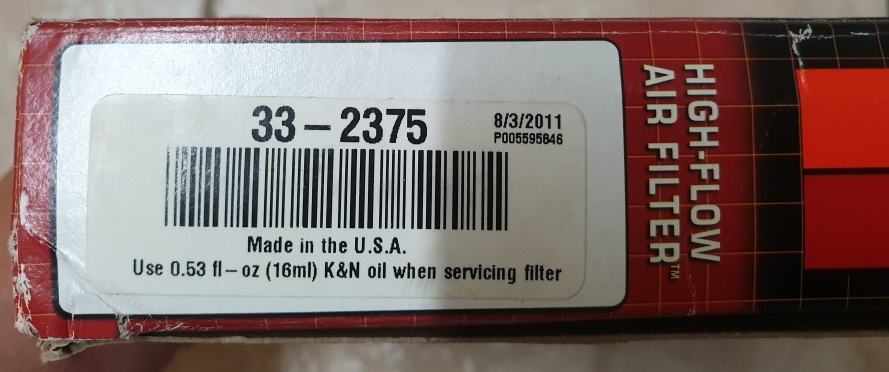 33-2375
8/3/2011
P005595846
Made in the U.S.A.
Use 0.53 fl-oz (16ml) K&N oil when servicing filter
HIGH-FLOW
AIR FILTER™